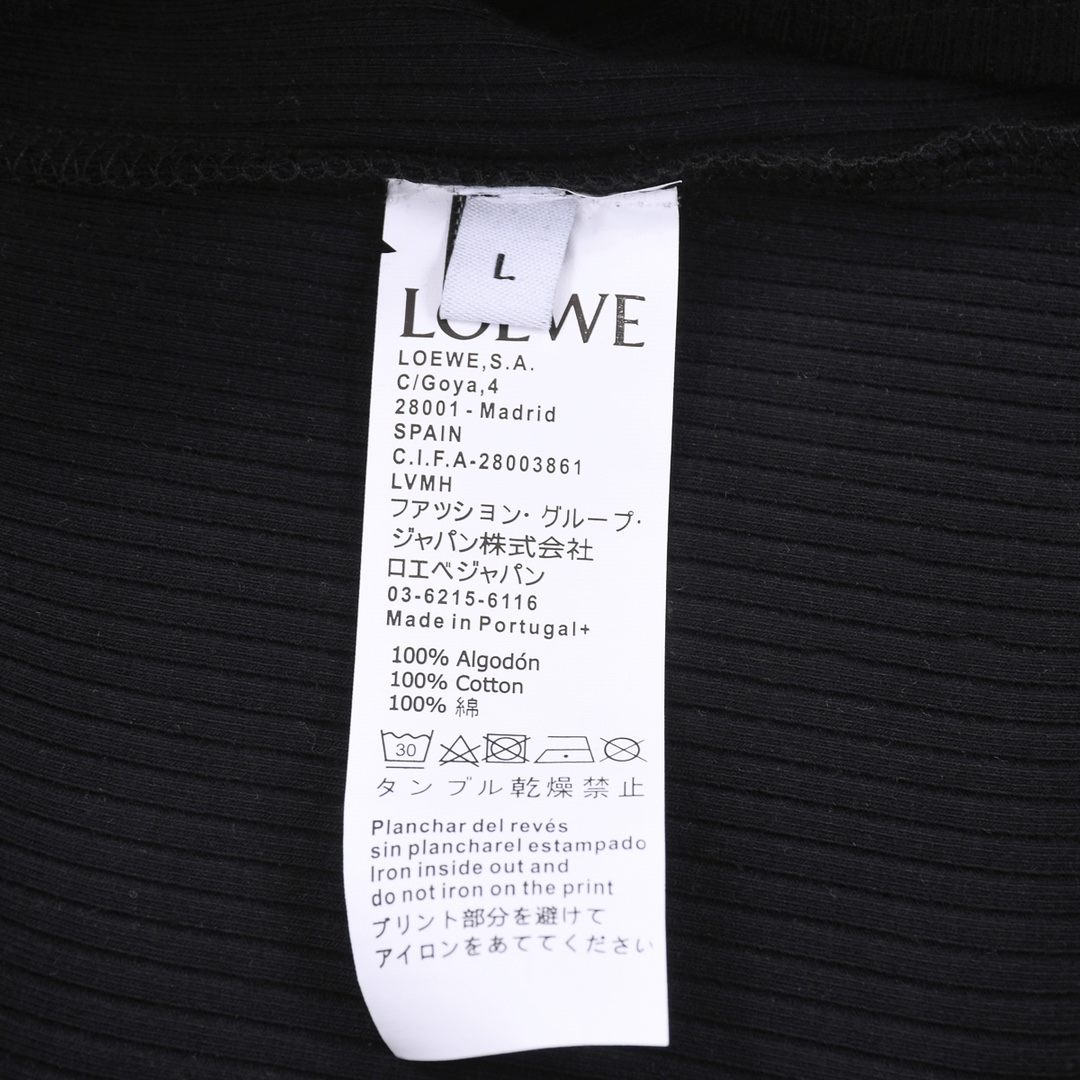 L
LOEWE
LOEWE,S.A.
C/Goya,4
28001 - Madrid
SPAIN
C.I.F.A-28003861
LVMH
ファッション・グループ・
ジャパン株式会社
ロエベジャパン
03-6215-6116
Made in Portugal+
100% Algodón
100% Cotton
100% 綿
30
タンブル乾燥禁止
Planchar del revés
sin plancharel estampado
Iron inside out and
do not iron on the print
プリント部分を避けて
アイロンをあててください